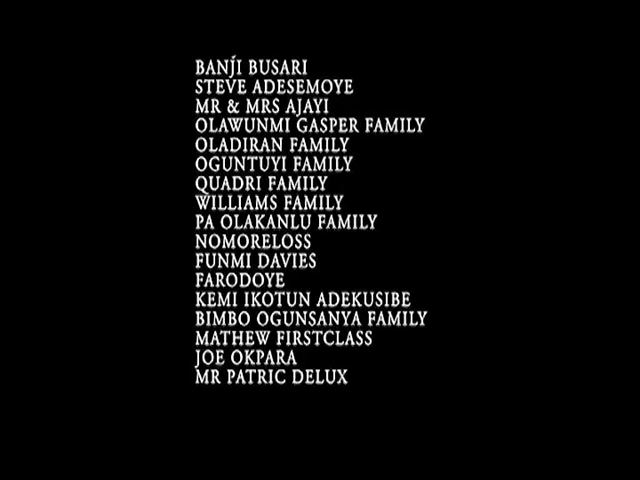 BANJI BUSARI
STEVE ADESEMOYE
MR & MRS AJAYI
OLAWUNMI GASPER FAMILY
OLADIRAN FAMILY
OGUNTUYI FAMILY
QUADRI FAMILY
WILLIAMS FAMILY
PA OLAKANLU FAMILY
NOMORELOSS
FUNMI DAVIES
FARODOYE
KEMI IKOTUN ADEKUSIBE
BIMBO OGUNSANYA FAMILY
MATHEW FIRSTCLASS
JOE OKPARA
MR PATRIC DELUX